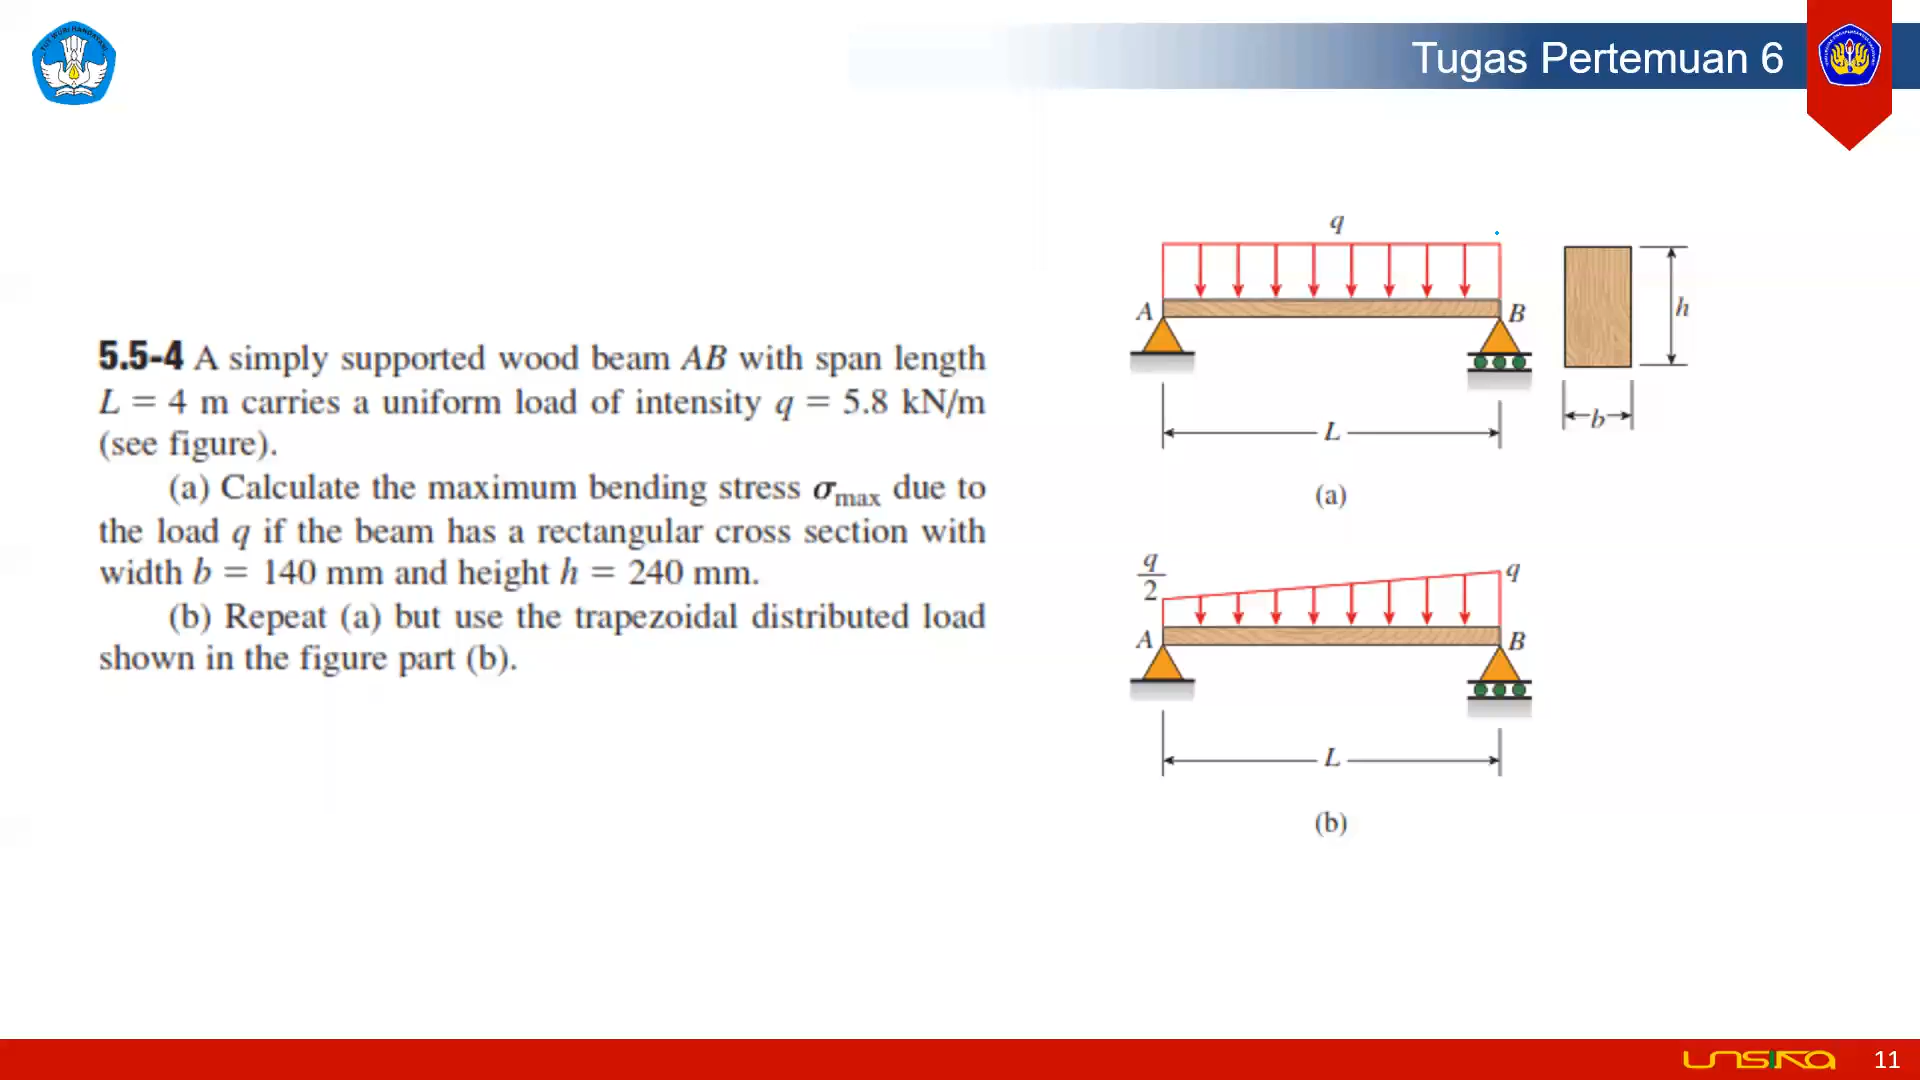 TUT WURI HANDAYANI
Tugas Pertemuan 6
5.5-4 A simply supported wood beam AB with span length
L = 4 m carries a uniform load of intensity q = 5.8 kN/m
(see figure).
(a) Calculate the maximum bending stress σmax due to
the load q if the beam has a rectangular cross section with
width b = 140 mm and height h = 240 mm.
(b) Repeat (a) but use the trapezoidal distributed load
shown in the figure part (b).
q
A
B
h
b
L
(a)
q
2
q
A
B
L
(b)
unsika
11